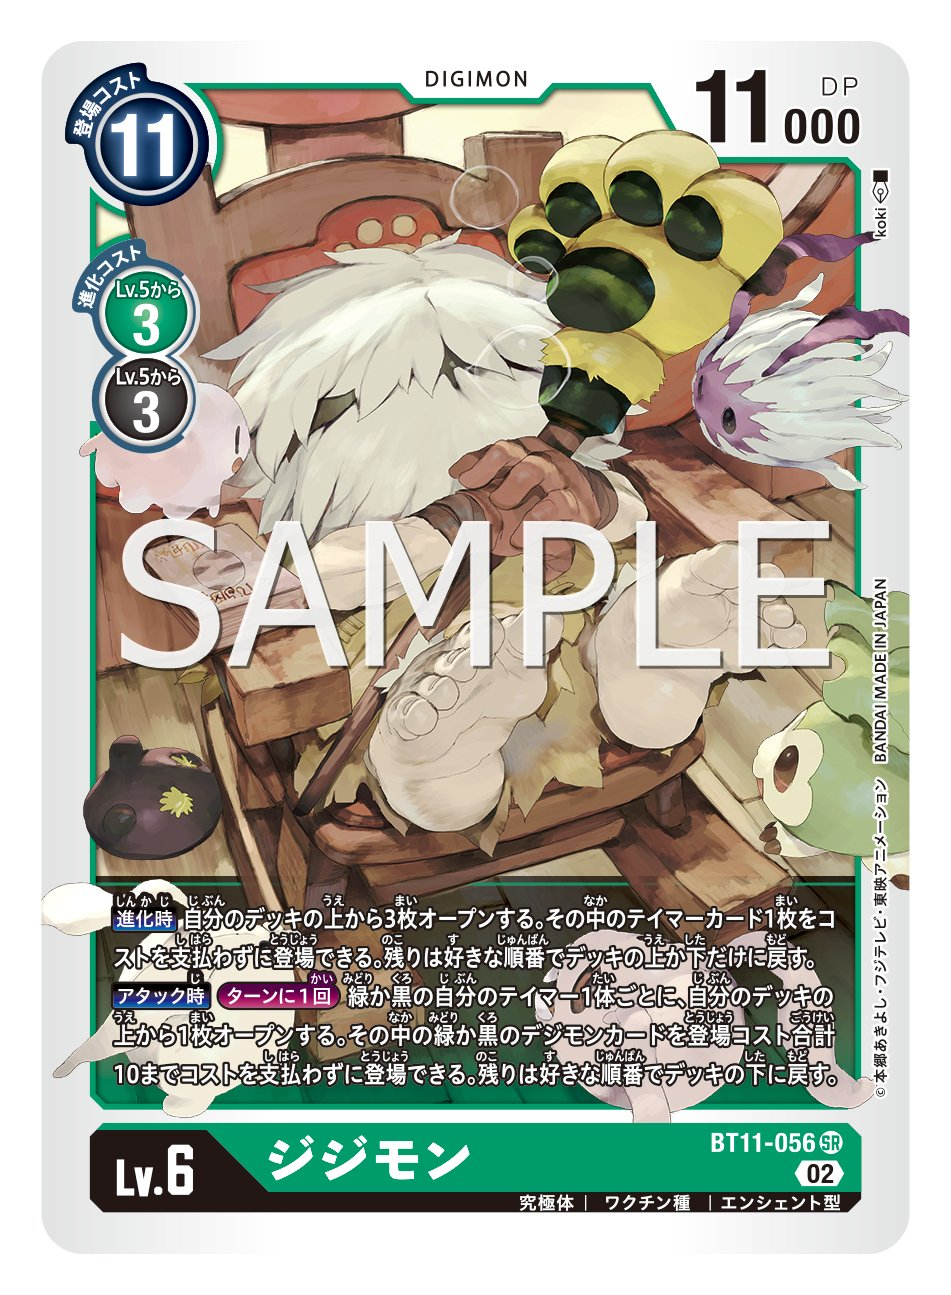 DIGIMON
登場コスト
11
11000
DP
進化コスト
Lv.5から
3
Lv.5から
3
koki
SAMPLE
BANDAI MADE IN JAPAN
©本郷あきよし・フジテレビ・東映アニメーション
進化時 自分のデッキの上から3枚オープンする。その中のテイマーカード1枚をコ
ストを支払わずに登場できる。残りは好きな順番でデッキの上か下だけに戻す。
アタック時 ターンに1回 緑か黒の自分のテイマー1体ごとに、自分のデッキの
上から1枚オープンする。その中の緑か黒のデジモンカードを登場コスト合計
10までコストを支払わずに登場できる。残りは好きな順番でデッキの下に戻す。
BT11-056 SR
Lv.6
ジジモン
02
究極体 | ワクチン種 | エンシェント型